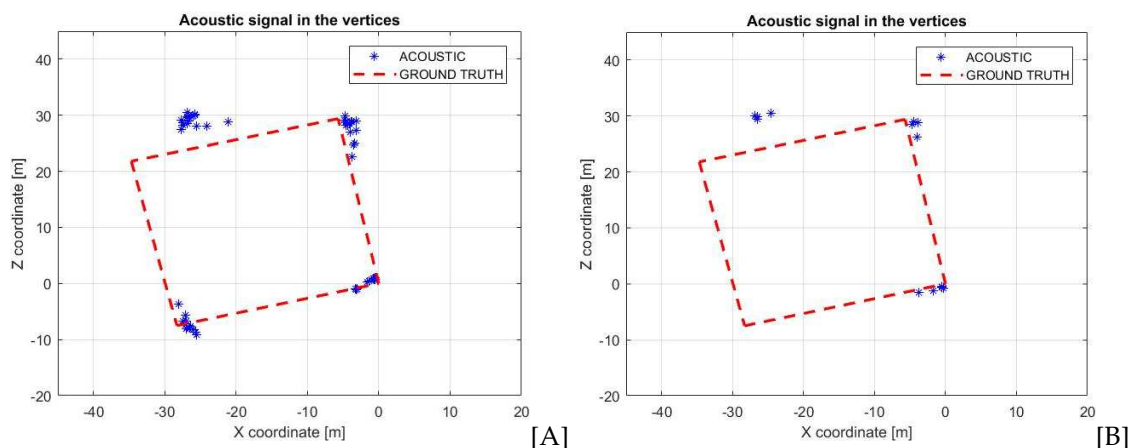 Acoustic signal in the vertices
ACOUSTIC
GROUND TRUTH
40
30
20
10
0
-10
-20
Z coordinate [m]
-40
-30
-20
-10
0
10
20
X coordinate [m]
[A]
Acoustic signal in the vertices
ACOUSTIC
GROUND TRUTH
40
30
20
10
0
-10
-20
Z coordinate [m]
-40
-30
-20
-10
0
10
20
X coordinate [m]
[B]